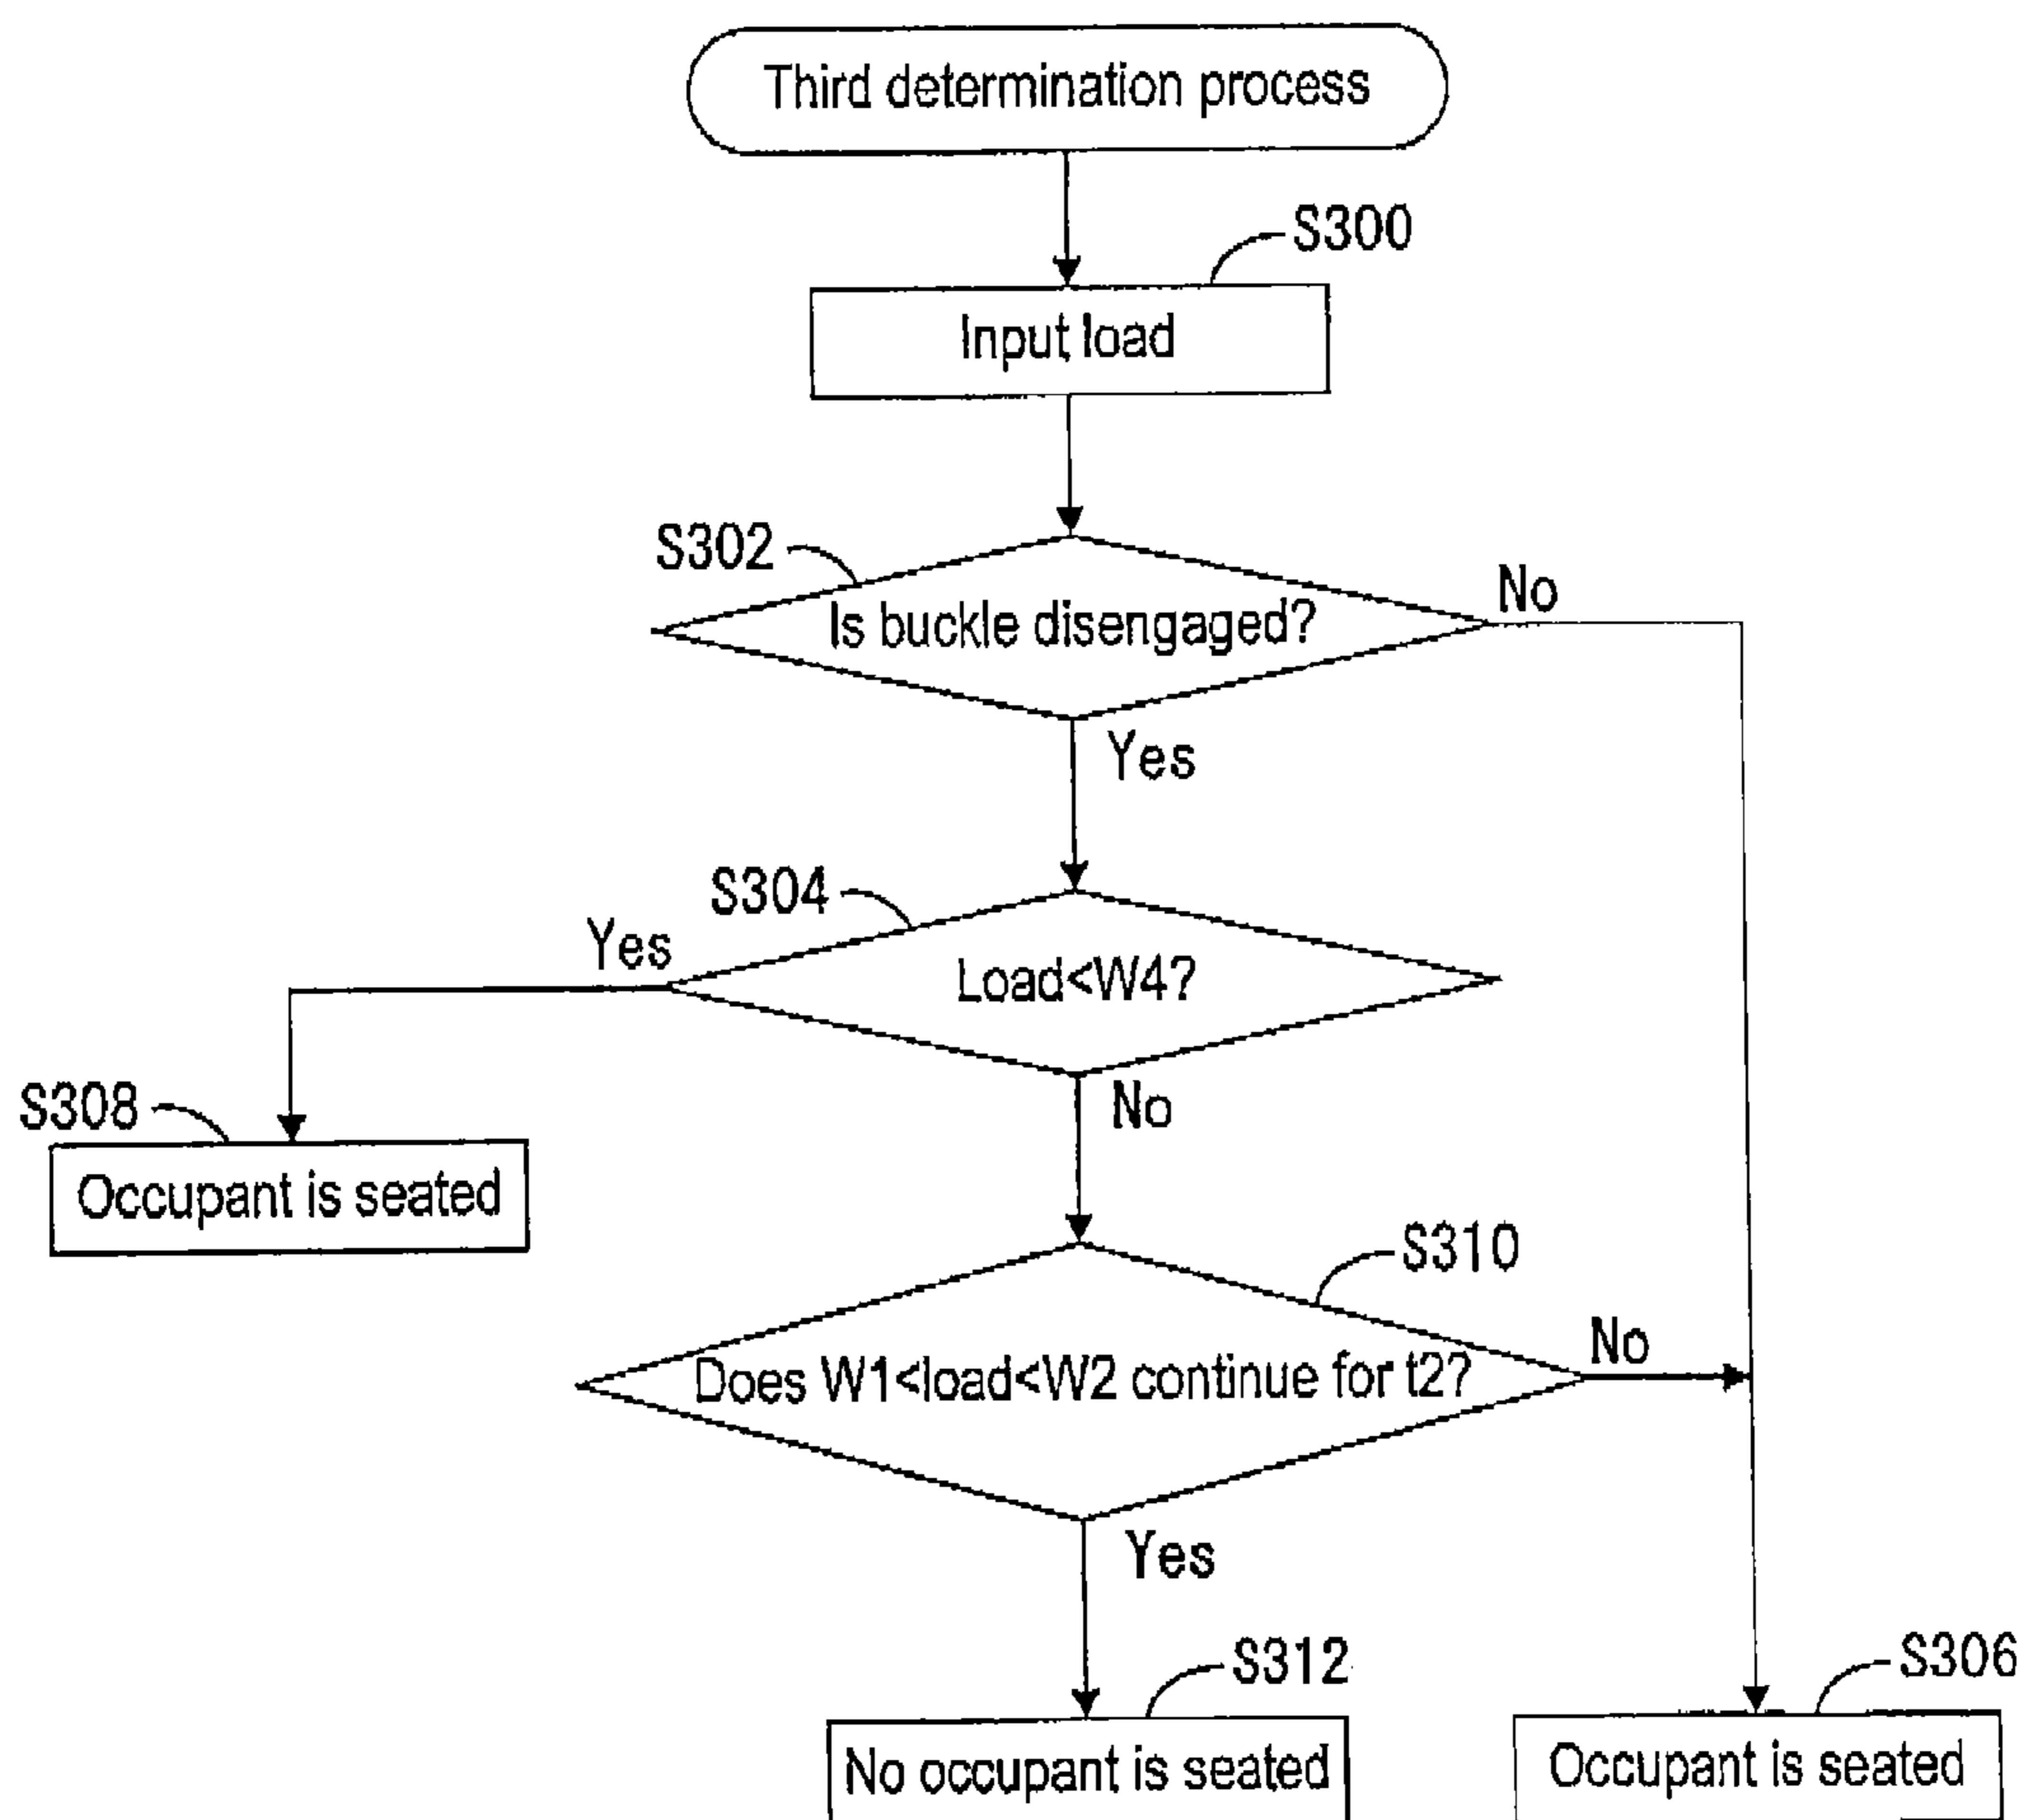 Third determination process
S300
Input load
S302
Is buckle disengaged?
No
Yes
S304
Yes
Load<W4?
No
S308
Occupant is seated
S310
Does W1<load<W2 continue for t2?
No
Yes
S312
No occupant is seated
S306
Occupant is seated